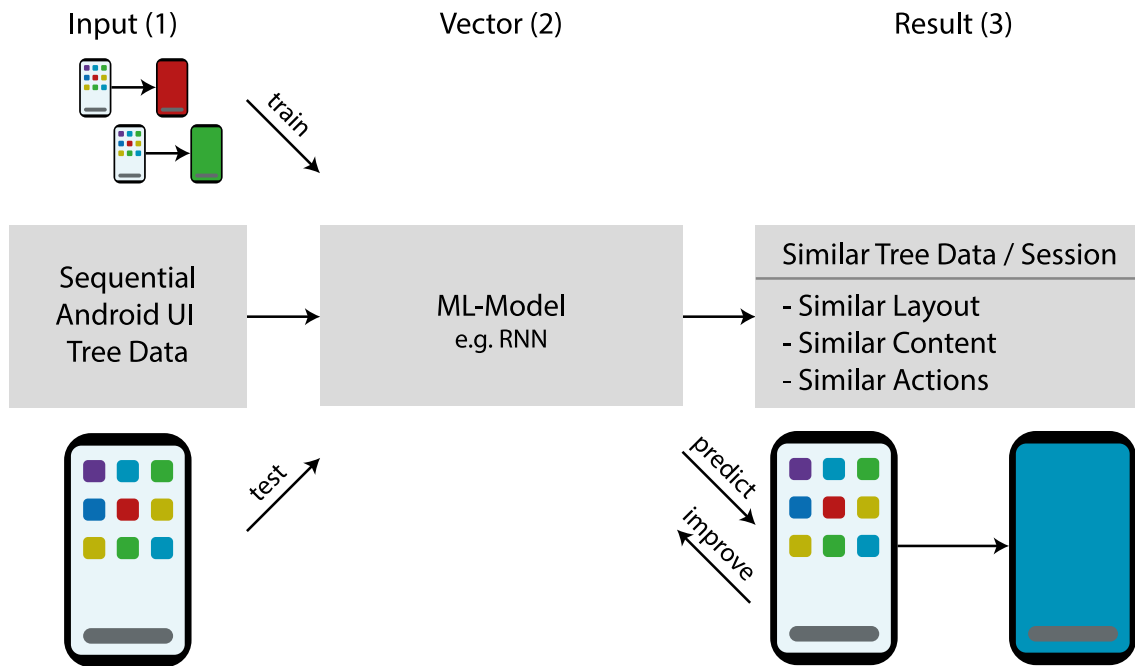 Input (1)
Vector (2)
Result (3)
train
Sequential
Android UI
Tree Data
ML-Model
e.g. RNN
Similar Tree Data / Session
- Similar Layout
- Similar Content
- Similar Actions
test
predict
improve